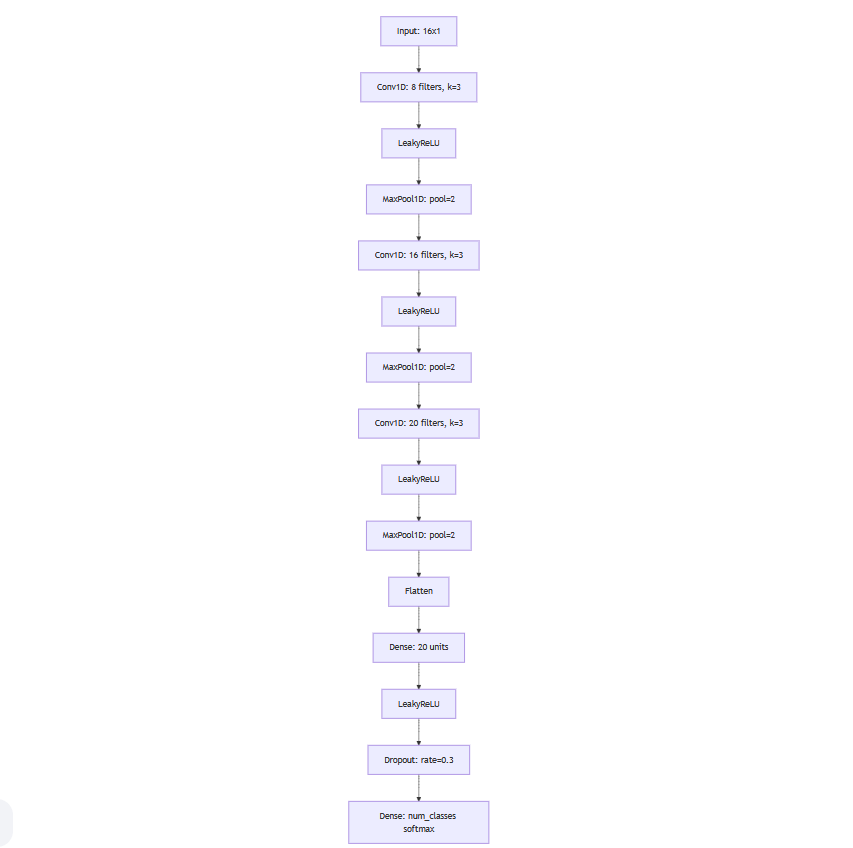 Input: 16x1
Conv1D: 8 filters, k=3
LeakyReLU
MaxPool1D: pool=2
Conv1D: 16 filters, k=3
LeakyReLU
MaxPool1D: pool=2
Conv1D: 20 filters, k=3
LeakyReLU
MaxPool1D: pool=2
Flatten
Dense: 20 units
LeakyReLU
Dropout: rate=0.3
Dense: num_classes
softmax